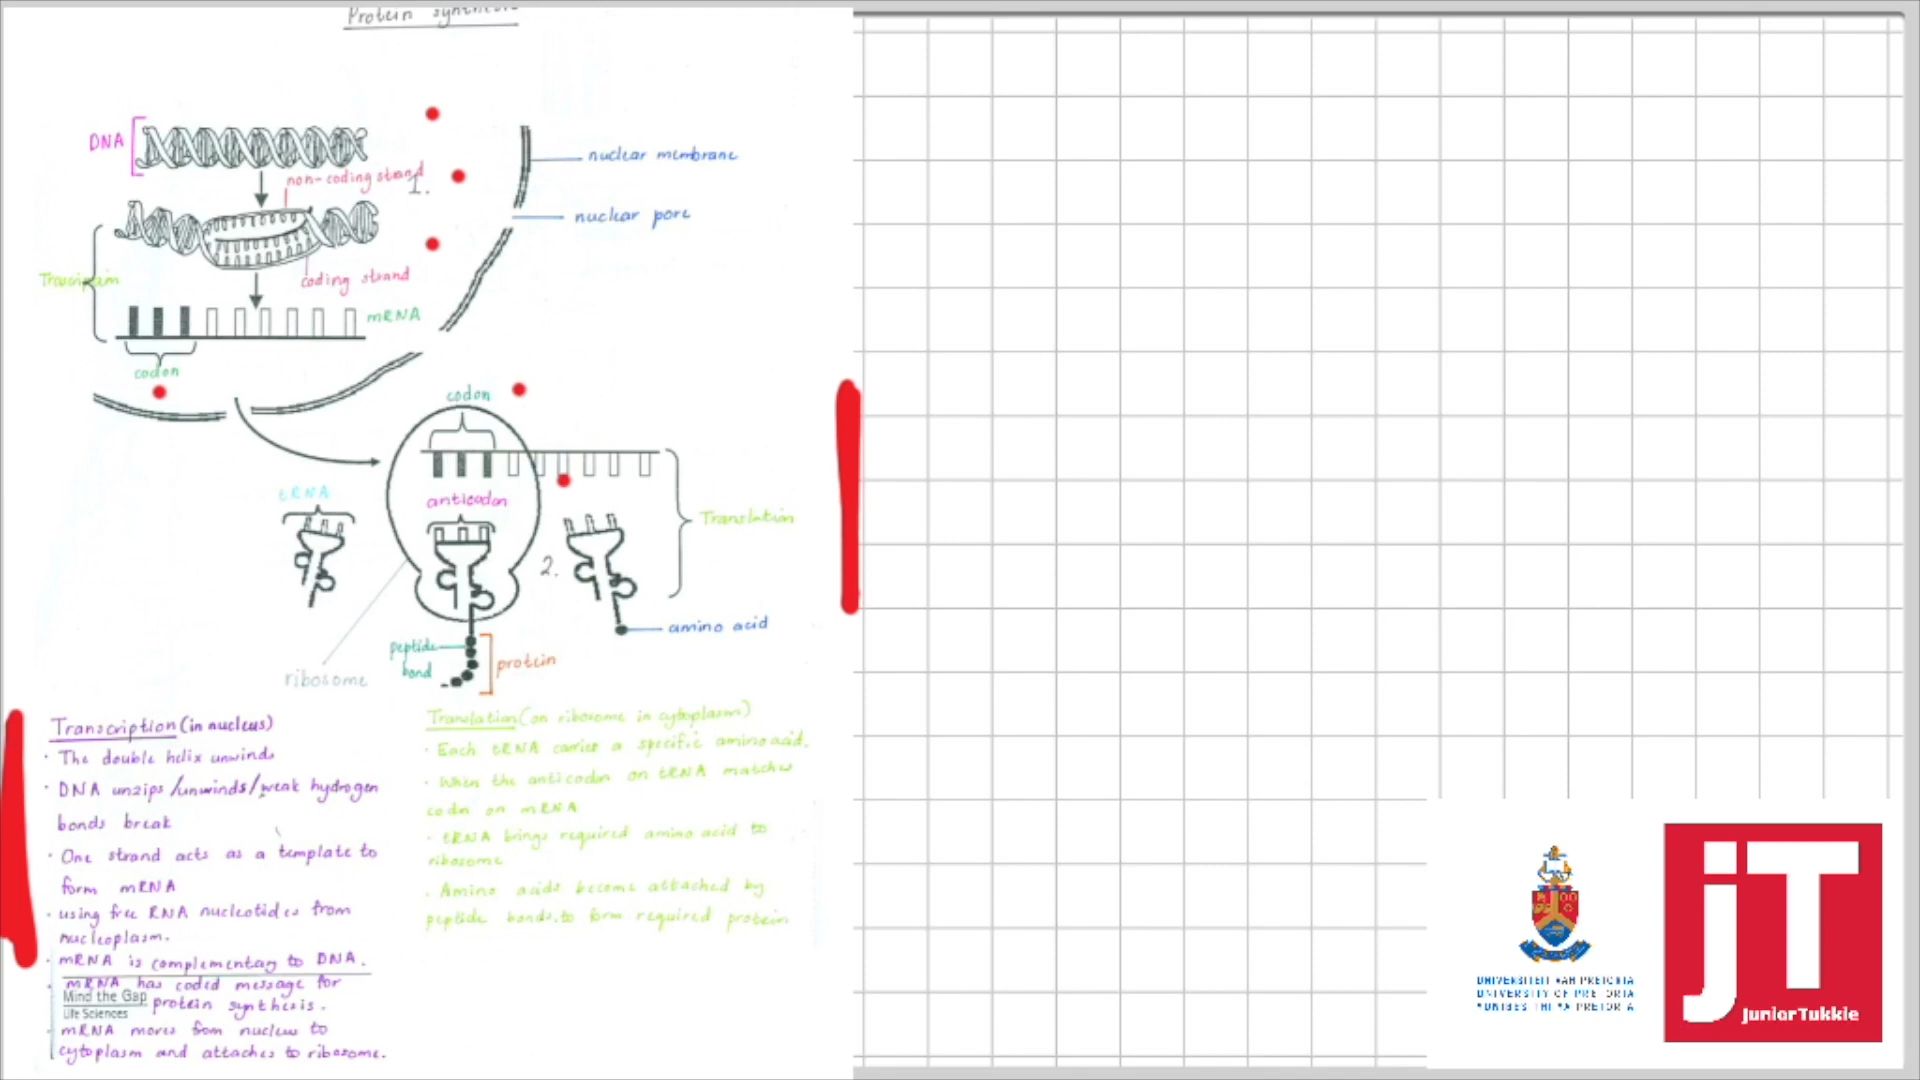 Protein synthesis
DNA
non-coding strand
1.
nuclear membrane
nuclear pore
coding strand
mRNA
codon
codon
tRNA
anticodon
Translation
2.
amino acid
peptide
bond
protein
ribosome
Transcription (in nucleus)
· The double helix unwinds
· DNA unzips /unwinds/weak hydrogen
bonds break
· One strand acts as a template to
form mRNA
· using free RNA nucleotides from
nucleoplasm.
· mRNA is complementary to DNA.
· mRNA has coded message for
protein synthesis.
Mind the Gap
Life Sciences
· mRNA moves from nucleus to
cytoplasm and attaches to ribosome.
Translation (on ribosome in cytoplasm)
· Each tRNA carries a specific amino acid.
· When the anticodon on tRNA matches
codon on mRNA
· tRNA brings required amino acid to
ribosome
· Amino acids become attached by
peptide bonds. to form required protein
UNIVERSITEIT VAN PRETORIA
UNIVERSITY OF PRETORIA
YUNIBESITHI YA PRETORIA
jT
JuniorTukkie